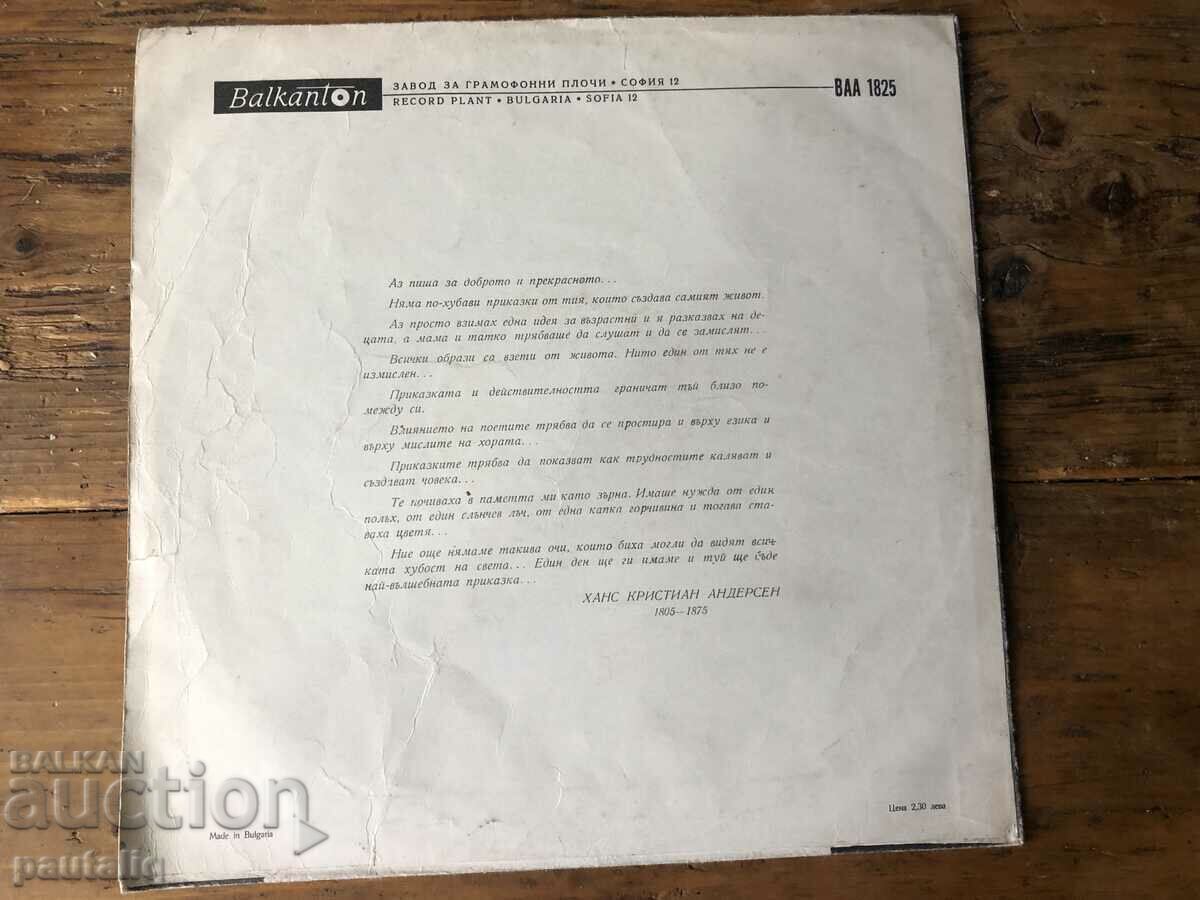 Balkanton
ЗАВОД ЗА ГРАМОФОННИ ПЛОЧИ • СОФИЯ 12
RECORD PLANT • BULGARIA • SOFIA 12
ВАА 1825
Аз пиша за доброто и прекрасното...
Няма по-хубави приказки от тия, които създава самият живот.
Аз просто взимах една идея за възрастни и я разказвах на де-
цата, а мама и татко трябваше да слушат и да се замислят...
Всички образи са взети от живота. Нито един от тях не е
измислен...
Приказката и действителността граничат тъй близо по-
между си.
Влиянието на поетите трябва да се простира и върху езика и
върху мислите на хората...
Приказките трябва да показват как трудностите каляват и
създават човека...
Те почиваха в паметта ми като зърна. Имаше нужда от един
полъх, от един слънчев лъч, от една капка горчивина и тогава ста-
ваха цветя...
Ние още нямаме такива очи, които биха могли да видят всич-
ката хубост на света... Един ден ще ги имаме и туй ще бъде
най-вълшебната приказка...
ХАНС КРИСТИАН АНДЕРСЕН
1805—1875
Цена 2,30 лева
Made in Bulgaria
BALKAN
auction
pautaliq